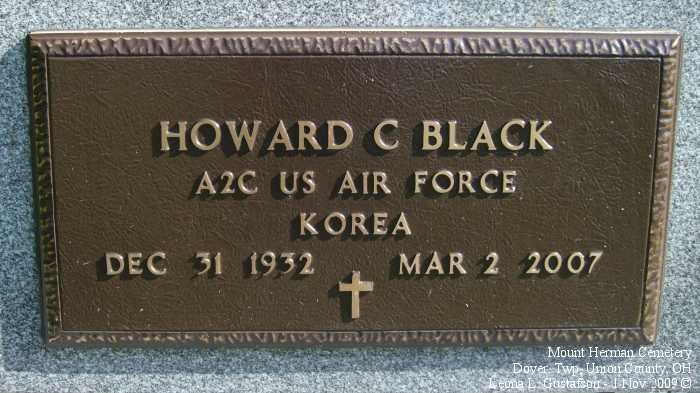 HOWARD C BLACK
A2C US AIR FORCE
KOREA
DEC 31 1932 MAR 2 2007
Mount Herman Cemetery
Dover Twp, Union County, OH
Leona L. Gustafson - 1 Nov. 2009 ©